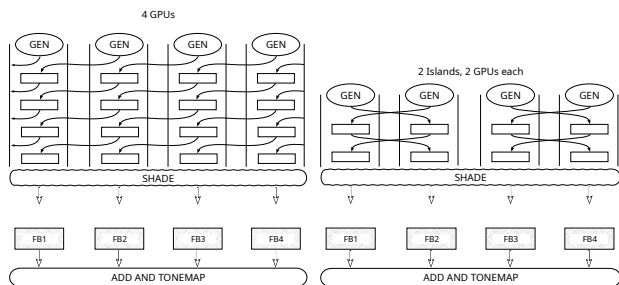 4 GPUs
GEN GEN GEN GEN
SHADE
FB1 FB2 FB3 FB4
ADD AND TONEMAP
2 Islands, 2 GPUs each
GEN GEN GEN GEN
SHADE
FB1 FB2 FB3 FB4
ADD AND TONEMAP